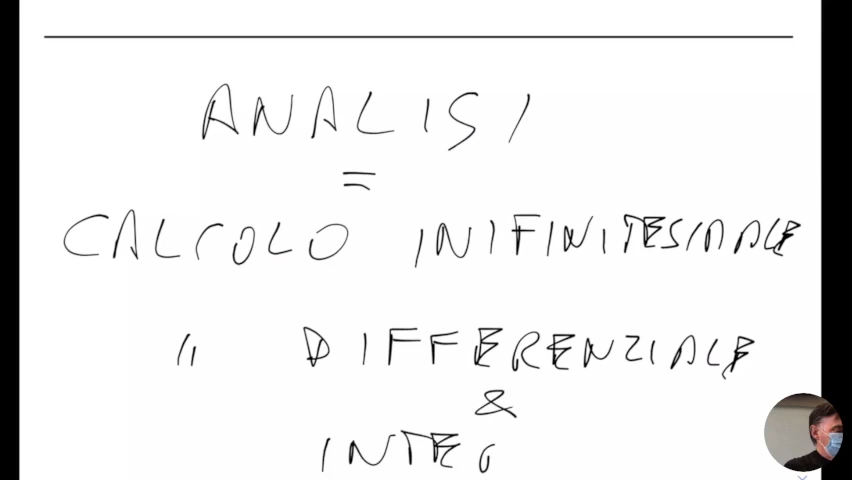 ANALISI
=
CALCOLO INIFINITESIMALE
" DIFFERENZIALE
&
INTEG